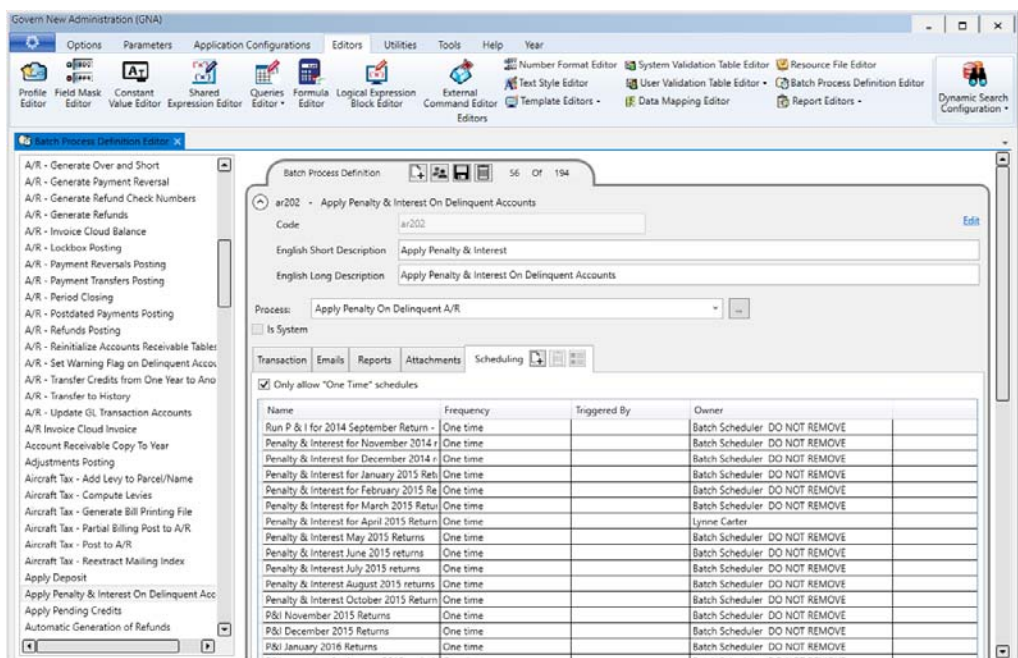 Govern New Administration (GNA)
Options Parameters Application Configurations Editors Utilities Tools Help Year
Profile Editor
Field Mask Editor
Constant Value Editor
Shared Expression Editor
Queries Editor
Formula Editor
Logical Expression Block Editor
External Command Editor
Number Format Editor
Text Style Editor
Template Editors
System Validation Table Editor
User Validation Table Editor
Data Mapping Editor
Resource File Editor
Batch Process Definition Editor
Report Editors
Dynamic Search Configuration
Editors
Batch Process Definition Editor X
A/R - Generate Over and Short
A/R - Generate Payment Reversal
A/R - Generate Refund Check Numbers
A/R - Generate Refunds
A/R - Invoice Cloud Balance
A/R - Lockbox Posting
A/R - Payment Reversals Posting
A/R - Payment Transfers Posting
A/R - Period Closing
A/R - Postdated Payments Posting
A/R - Refunds Posting
A/R - Reinitialize Accounts Receivable Tables
A/R - Set Warning Flag on Delinquent Accou
A/R - Transfer Credits from One Year to Ano
A/R - Transfer to History
A/R - Update GL Transaction Accounts
A/R Invoice Cloud Invoice
Account Receivable Copy To Year
Adjustments Posting
Aircraft Tax - Add Levy to Parcel/Name
Aircraft Tax - Compute Levies
Aircraft Tax - Generate Bill Printing File
Aircraft Tax - Partial Billing Post to A/R
Aircraft Tax - Post to A/R
Aircraft Tax - Reextract Mailing Index
Apply Deposit
Apply Penalty & Interest On Delinquent Acc
Apply Pending Credits
Automatic Generation of Refunds
Batch Process Definition 56 Of 194
ar202 - Apply Penalty & Interest On Delinquent Accounts
Code ar202 Edit
English Short Description Apply Penalty & Interest
English Long Description Apply Penalty & Interest On Delinquent Accounts
Process: Apply Penalty On Delinquent A/R ...
Is System
Transaction Emails Reports Attachments Scheduling
Only allow "One Time" schedules
Name Frequency Triggered By Owner
Run P & I for 2014 September Return - One time Batch Scheduler DO NOT REMOVE
Penalty & Interest for November 2014 r One time Batch Scheduler DO NOT REMOVE
Penalty & Interest for December 2014 r One time Batch Scheduler DO NOT REMOVE
Penalty & Interest for January 2015 Retu One time Batch Scheduler DO NOT REMOVE
Penalty & Interest for February 2015 Re One time Batch Scheduler DO NOT REMOVE
Penalty & Interest for March 2015 Retur One time Batch Scheduler DO NOT REMOVE
Penalty & Interest for April 2015 Return One time Lynne Carter
Penalty & Interest May 2015 Returns One time Batch Scheduler DO NOT REMOVE
Penalty & Interest June 2015 returns One time Batch Scheduler DO NOT REMOVE
Penalty & Interest July 2015 returns One time Batch Scheduler DO NOT REMOVE
Penalty & Interest August 2015 returns One time Batch Scheduler DO NOT REMOVE
Penalty & Interest October 2015 Return One time Batch Scheduler DO NOT REMOVE
P&I November 2015 Returns One time Batch Scheduler DO NOT REMOVE
P&I December 2015 Returns One time Batch Scheduler DO NOT REMOVE
P&I January 2016 Returns One time Batch Scheduler DO NOT REMOVE